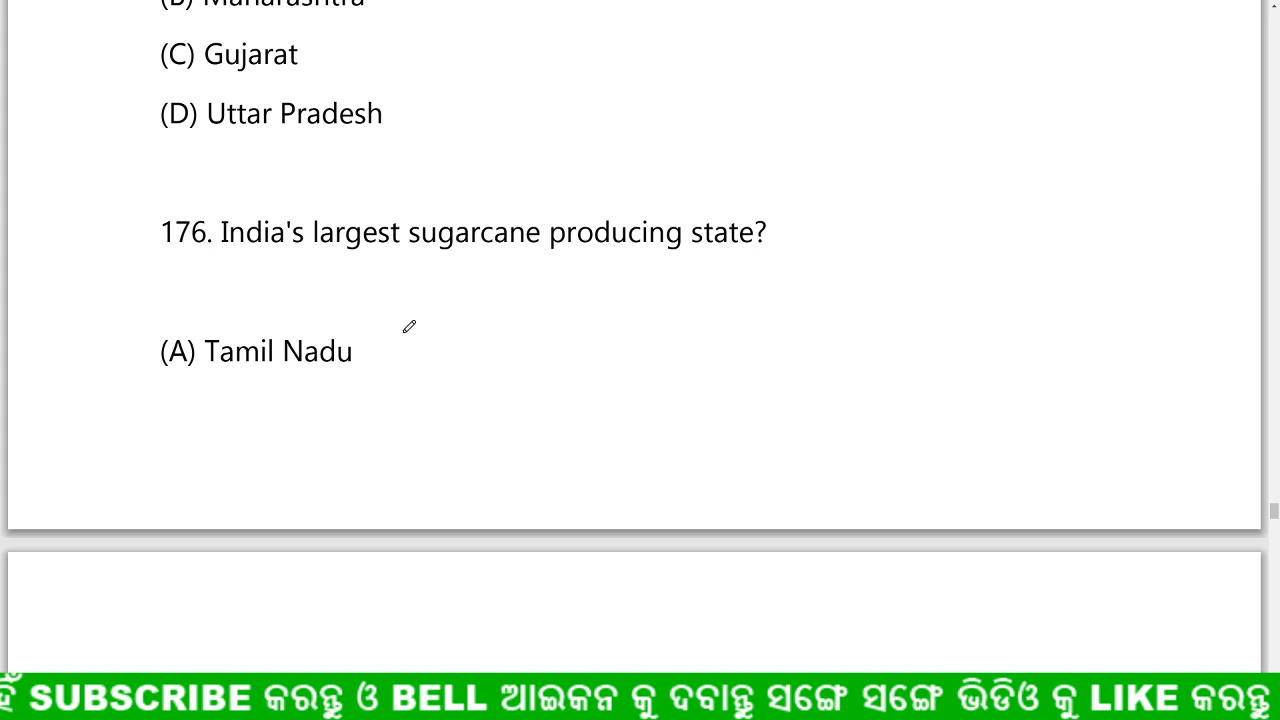 (B) Maharashtra
(C) Gujarat
(D) Uttar Pradesh
176. India's largest sugarcane producing state?
(A) Tamil Nadu
SUBSCRIBE କରନ୍ତୁ ଓ BELL ଆଇକନ କୁ ଦବାନ୍ତୁ ସଙ୍ଗେ ସଙ୍ଗେ ଭିଡିଓ କୁ LIKE କରନ୍ତୁ